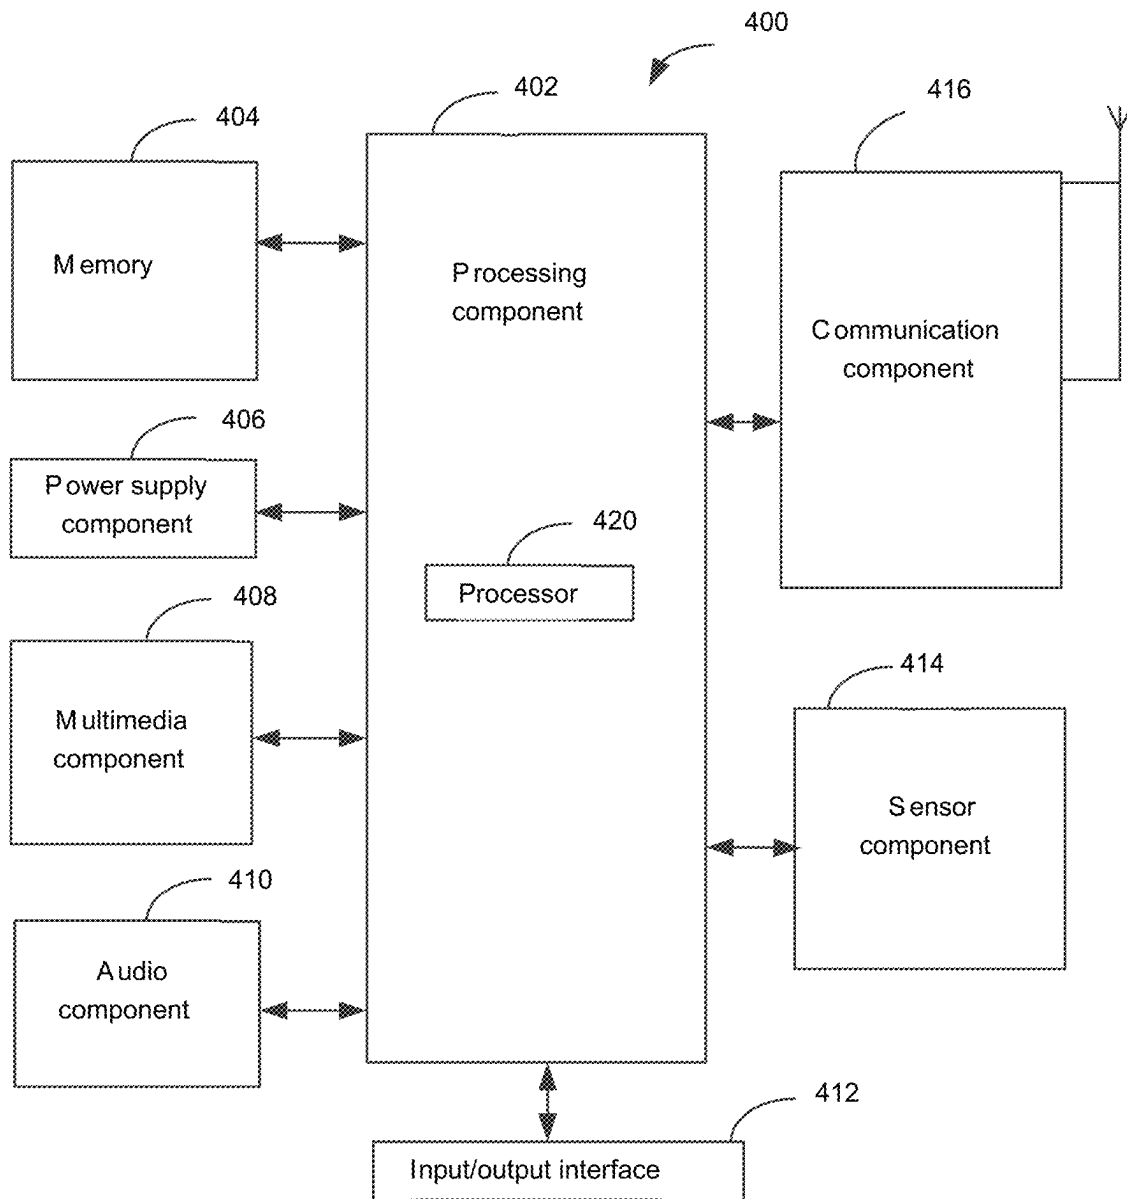 400
402
416
404
Memory
Processing
component
Communication
component
406
Power supply
component
420
Processor
408
Multimedia
component
414
Sensor
component
410
Audio
component
412
Input/output interface